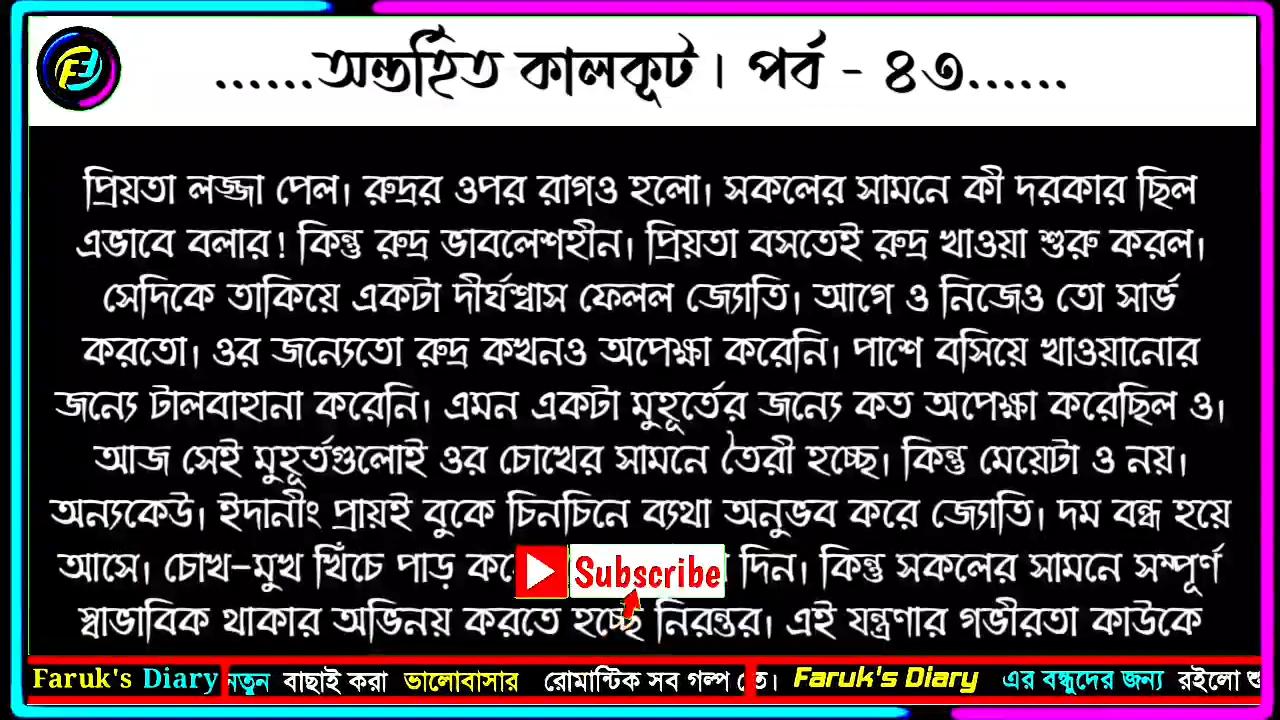 ......অন্তর্হিত কালকূট। পর্ব - ৪৩......
প্রিয়তা লজ্জা পেল। রুদ্রর ওপর রাগও হলো। সকলের সামনে কী দরকার ছিল
এভাবে বলার! কিন্তু রুদ্র ভাবলেশহীন। প্রিয়তা বসতেই রুদ্র খাওয়া শুরু করল।
সেদিকে তাকিয়ে একটা দীর্ঘশ্বাস ফেলল জ্যোতি। আগে ও নিজেও তো সার্ভ
করতো। ওর জন্যেতো রুদ্র কখনও অপেক্ষা করেনি। পাশে বসিয়ে খাওয়ানোর
জন্যে টালবাহানা করেনি। এমন একটা মুহূর্তের জন্যে কত অপেক্ষা করেছিল ও।
আজ সেই মুহূর্তগুলোই ওর চোখের সামনে তৈরী হচ্ছে। কিন্তু মেয়েটা ও নয়।
অন্যকেউ। ইদানীং প্রায়ই বুকে চিনচিনে ব্যথা অনুভব করে জ্যোতি। দম বন্ধ হয়ে
আসে। চোখ-মুখ খিঁচে পাড় দিন। কিন্তু সকলের সামনে সম্পূর্ণ
Subscribe
স্বাভাবিক থাকার অভিনয় করতে হচ্ছে নিরন্তর। এই যন্ত্রণার গভীরতা কাউকে
Faruk's Diary নতুন বাছাই করা ভালোবাসার রোমান্টিক সব গল্প তে। Faruk's Diary এর বন্ধুদের জন্য রইলো